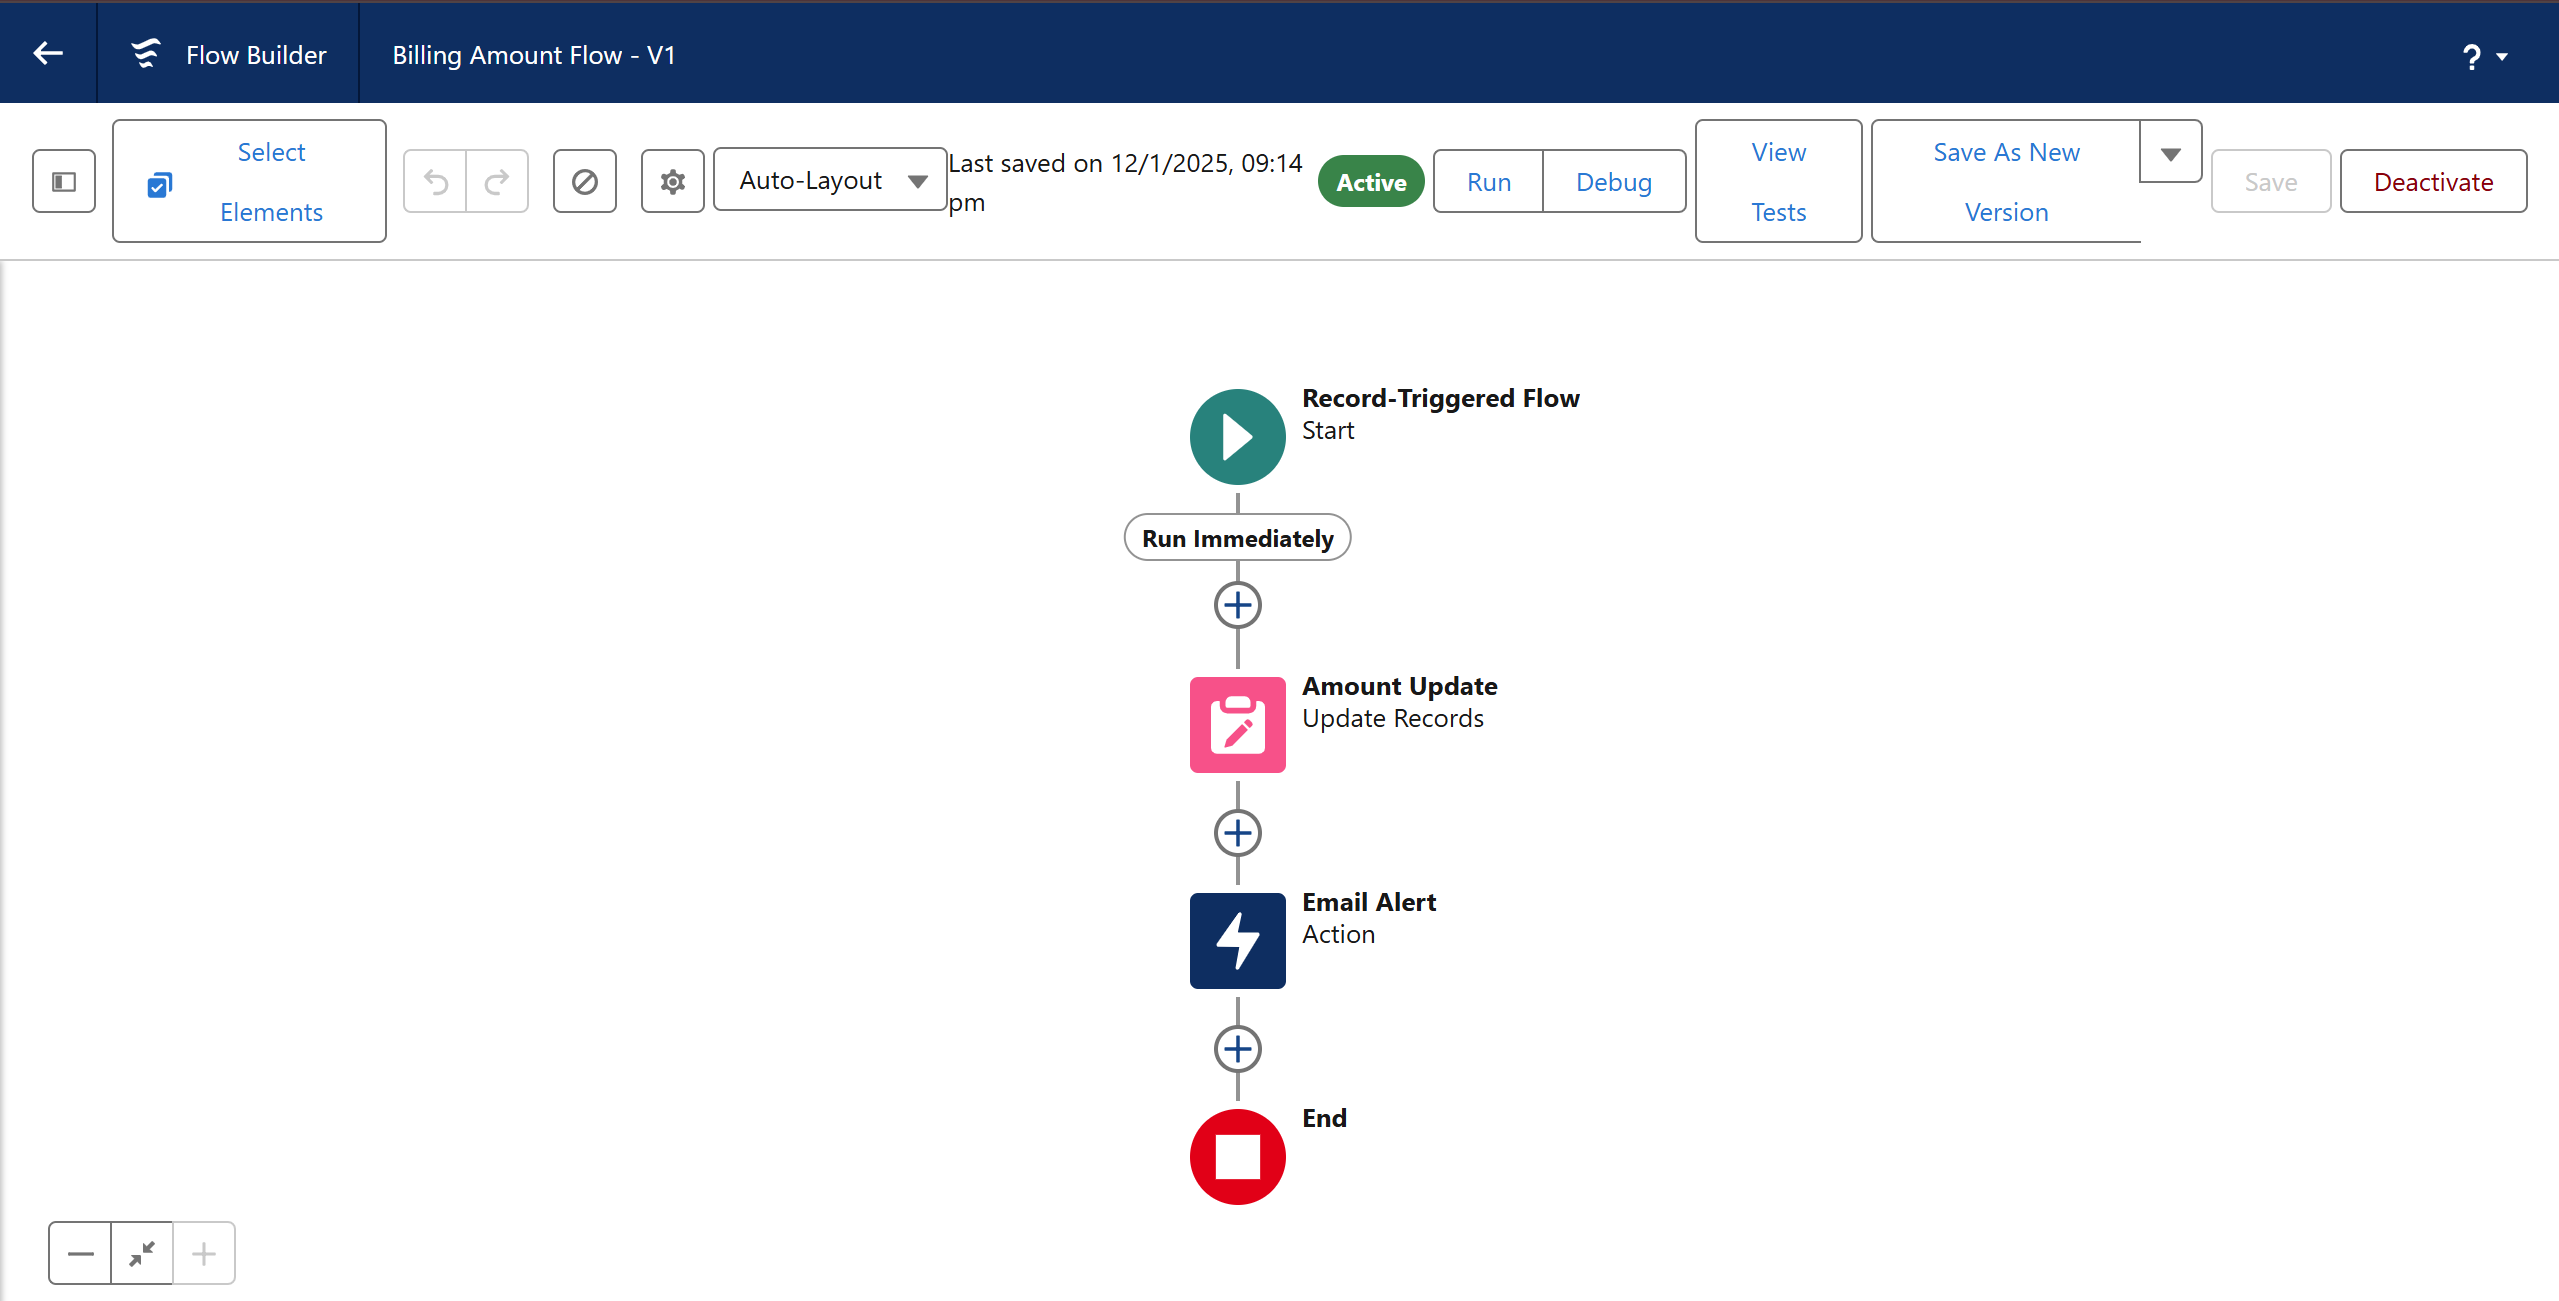 Flow Builder
Billing Amount Flow - V1
?
Select
Elements
Auto-Layout
Last saved on 12/1/2025, 09:14
pm
Active
Run
Debug
View
Tests
Save As New
Version
Save
Deactivate
Record-Triggered Flow
Start
Run Immediately
Amount Update
Update Records
Email Alert
Action
End